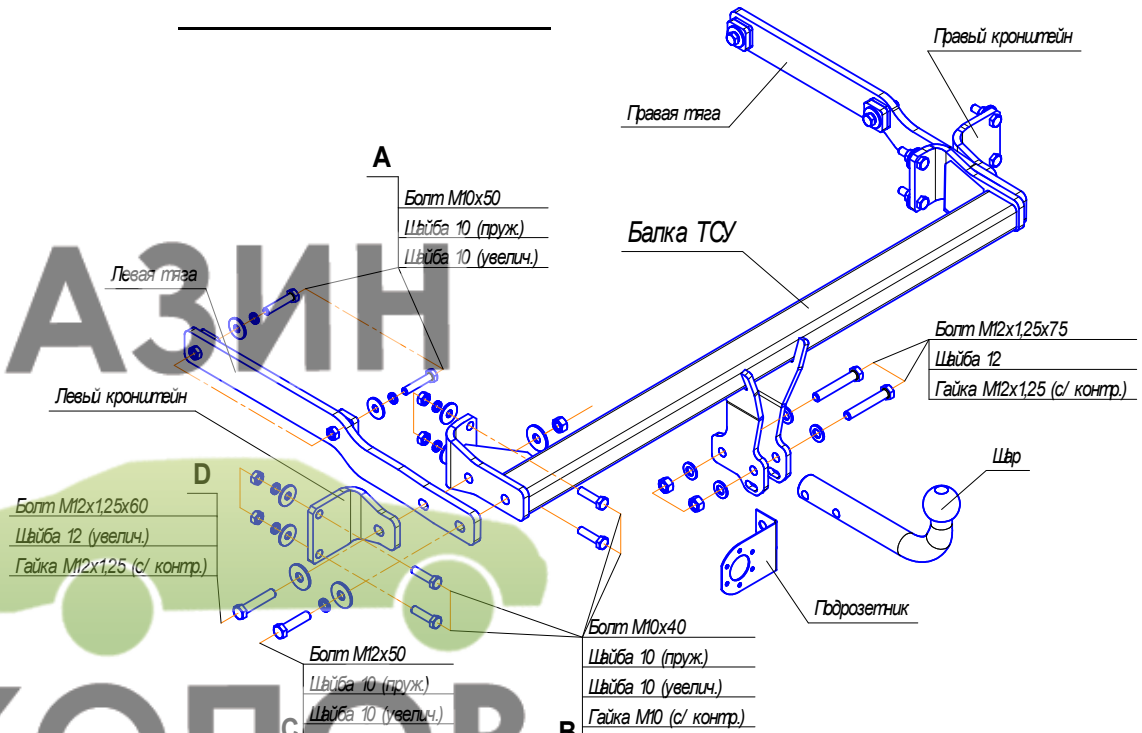 Правый кронштейн
Правая тяга
A
Болт М10х50
Шайба 10 (пруж.)
Шайба 10 (увелич.)
Балка ТСУ
АЗИН
Левая тяга
Болт М12х1,25х75
Шайба 12
Гайка М12х1,25 (с/ контр.)
Левый кронштейн
Шар
D
Болт М12х1,25х60
Шайба 12 (увелич.)
Гайка М12х1,25 (с/ контр.)
Подрозетник
Болт М10х40
Шайба 10 (пруж.)
Шайба 10 (увелич.)
Гайка М10 (с/ контр.)
B
Болт М12х50
Шайба 10 (пруж.)
Шайба 10 (увелич.)
C
КОПОВ